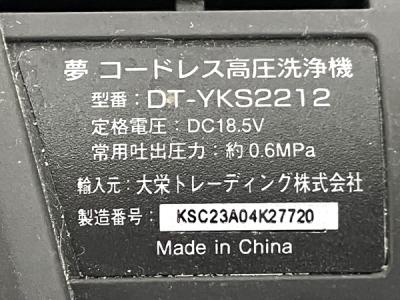 夢 コードレス高圧洗浄機
型番：DT-YKS2212
定格電圧：DC18.5V
常用吐出圧力：約0.6MPa
輸入元：大栄トレーディング株式会社
製造番号：KSC23A04K27720
Made in China